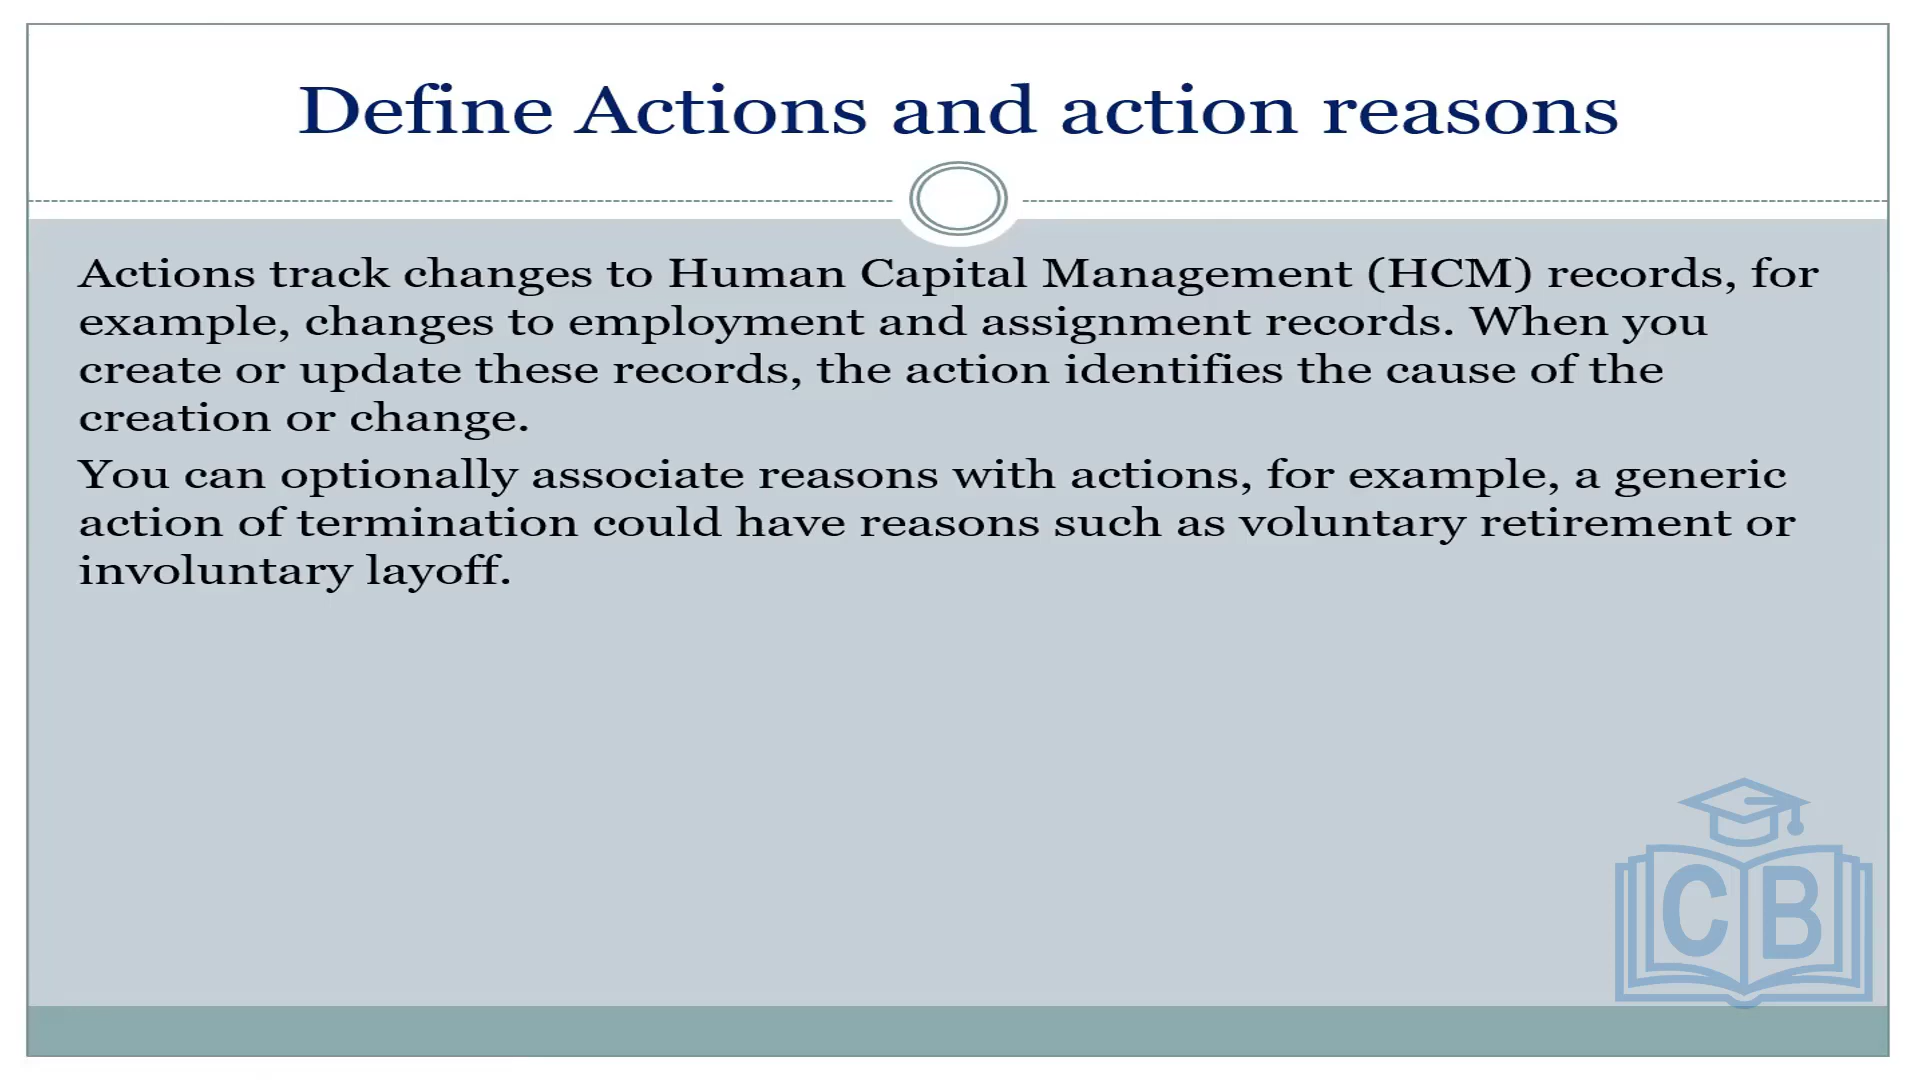 Define Actions and action reasons
Actions track changes to Human Capital Management (HCM) records, for
example, changes to employment and assignment records. When you
create or update these records, the action identifies the cause of the
creation or change.
You can optionally associate reasons with actions, for example, a generic
action of termination could have reasons such as voluntary retirement or
involuntary layoff.
CB